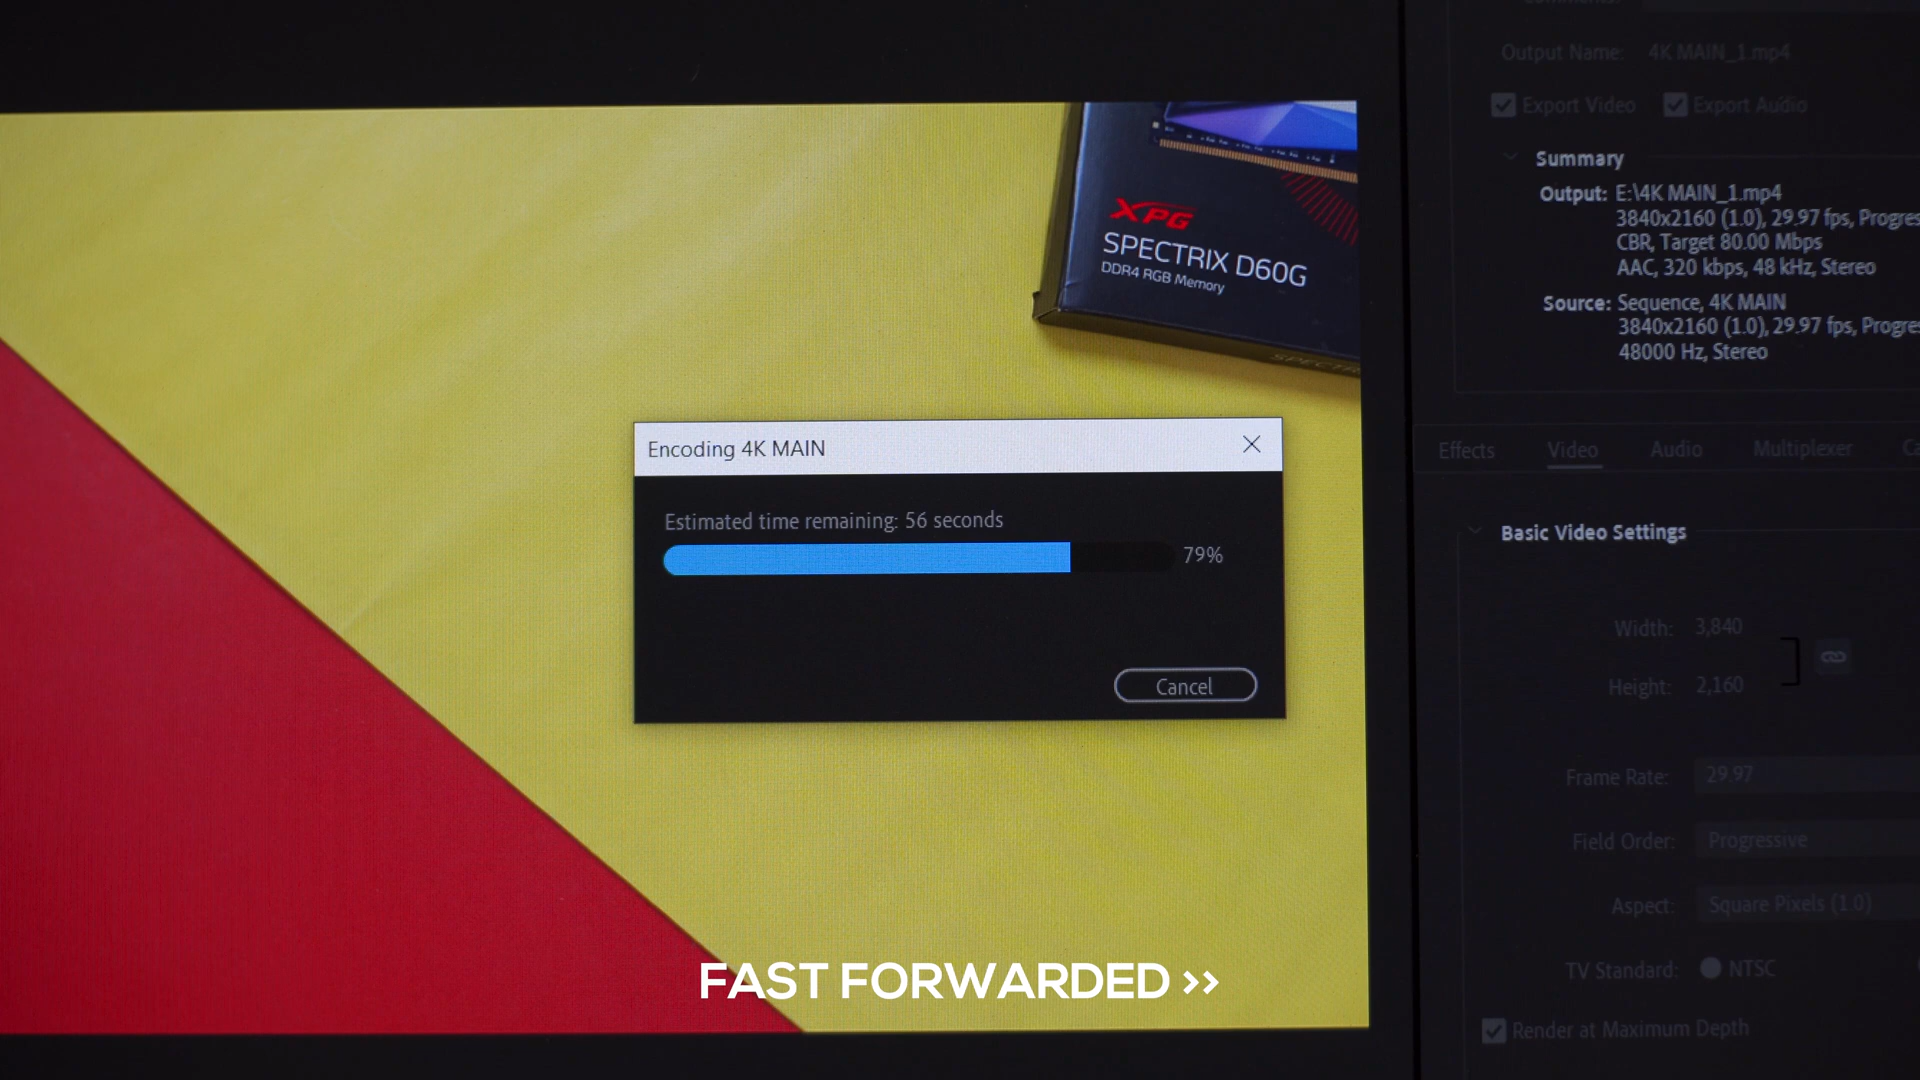 Output Name: 4K MAIN_1.mp4
Export Video Export Audio
Summary
Output: E:\4K MAIN_1.mp4
3840x2160 (1.0), 29.97 fps, Progres
CBR, Target 80.00 Mbps
AAC, 320 kbps, 48 kHz, Stereo
Source: Sequence, 4K MAIN
3840x2160 (1.0), 29.97 fps, Progres
48000 Hz, Stereo
XPG
SPECTRIX D60G
DDR4 RGB Memory
Encoding 4K MAIN
Estimated time remaining: 56 seconds
79%
Cancel
Effects Video Audio Multiplexer Ca
Basic Video Settings
Width: 3,840
Height: 2,160
Frame Rate: 29.97
Field Order: Progressive
Aspect: Square Pixels (1.0)
TV Standard: NTSC
Render at Maximum Depth
FAST FORWARDED >>